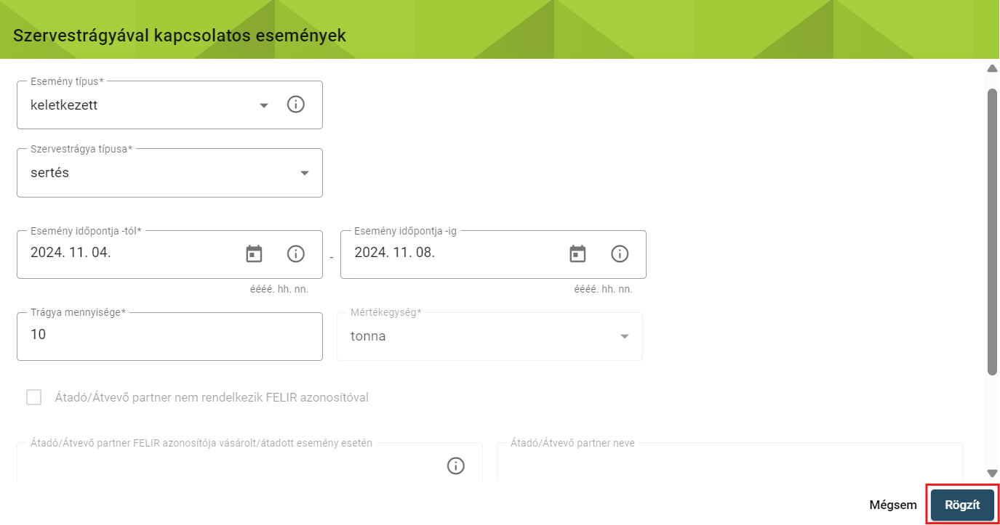 Szervestrágyával kapcsolatos események
Esemény típus*
keletkezett
Szervestrágya típusa*
sertés
Esemény időpontja -tól*
2024. 11. 04.
éééé. hh. nn.
-
Esemény időpontja -ig
2024. 11. 08.
éééé. hh. nn.
Trágya mennyisége*
10
Mértékegység*
tonna
Átadó/Átvevő partner nem rendelkezik FELIR azonosítóval
Átadó/Átvevő partner FELIR azonosítója vásárolt/átadott esemény esetén
Átadó/Átvevő partner neve
Mégsem
Rögzít